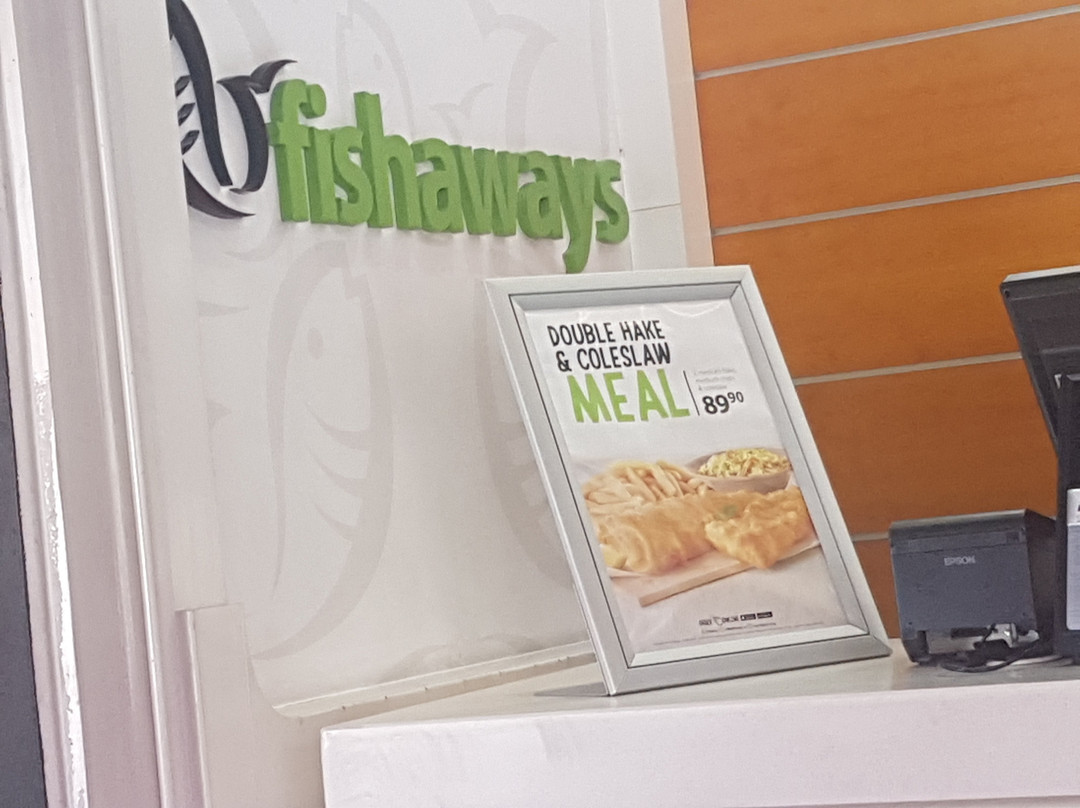 fishaways
DOUBLE HAKE
& COLESLAW
MEAL
8990
EPSON